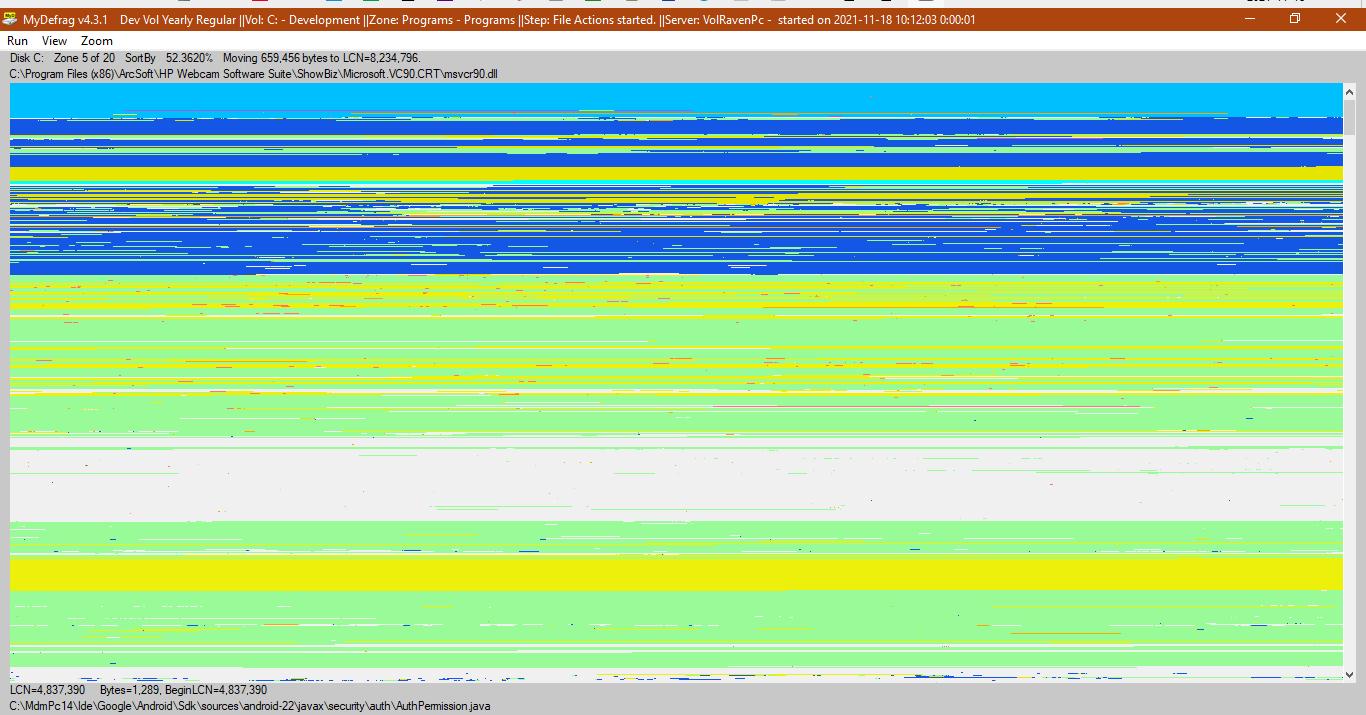 MyDefrag v4.3.1 Dev Vol Yearly Regular ||Vol: C: - Development ||Zone: Programs - Programs ||Step: File Actions started. ||Server: VolRavenPc - started on 2021-11-18 10:12:03 0:00:01
Run View Zoom
Disk C: Zone 5 of 20 SortBy 52.3620% Moving 659,456 bytes to LCN=8,234,796.
C:\Program Files (x86)\ArcSoft\HP Webcam Software Suite\ShowBiz\Microsoft.VC90.CRT\msvcr90.dll
LCN=4,837,390 Bytes=1,289, BeginLCN=4,837,390
C:\MdmPc14\Ide\Google\Android\Sdk\sources\android-22\javax\security\auth\AuthPermission.java